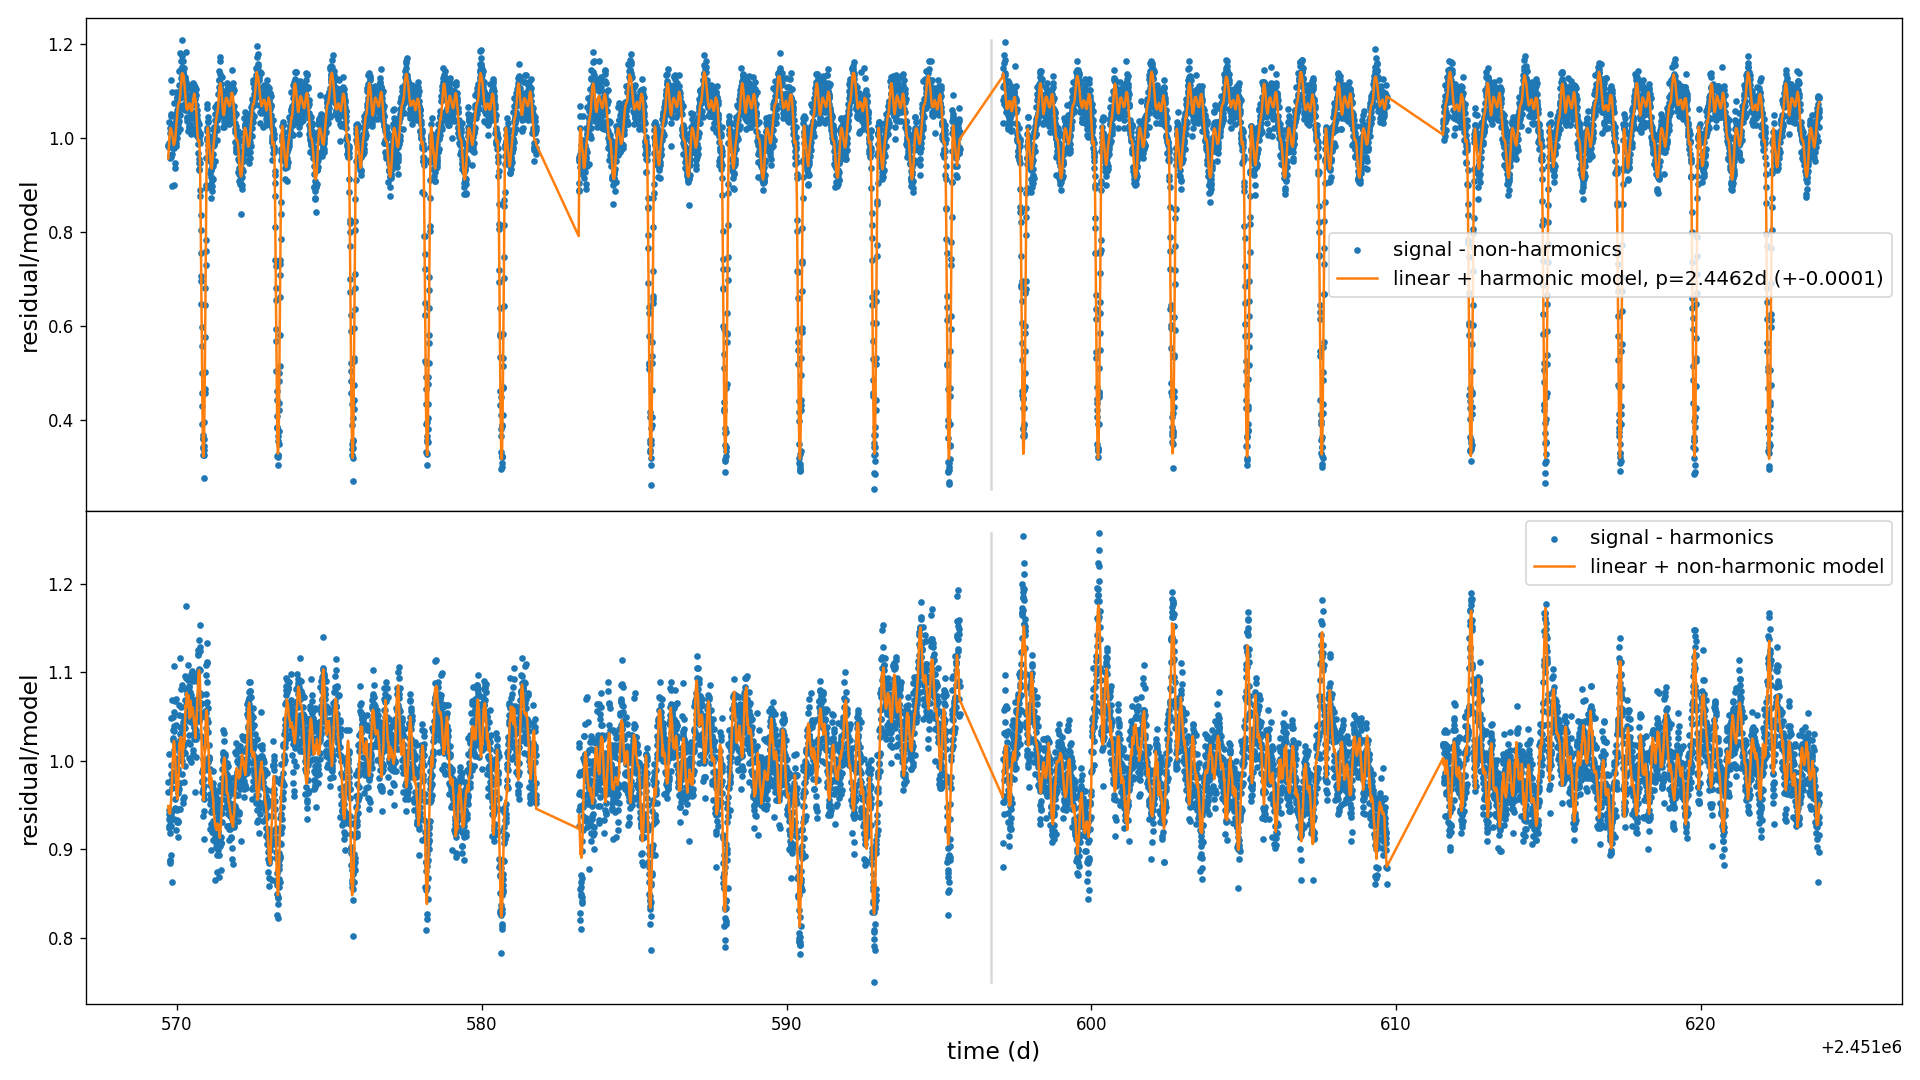 1.2
1.0
0.8
0.6
0.4
residual/model
signal - non-harmonics
linear + harmonic model, p=2.4462d (+-0.0001)
1.2
1.1
1.0
0.9
0.8
residual/model
signal - harmonics
linear + non-harmonic model
570
580
590
600
610
620
time (d)
+2.451e6